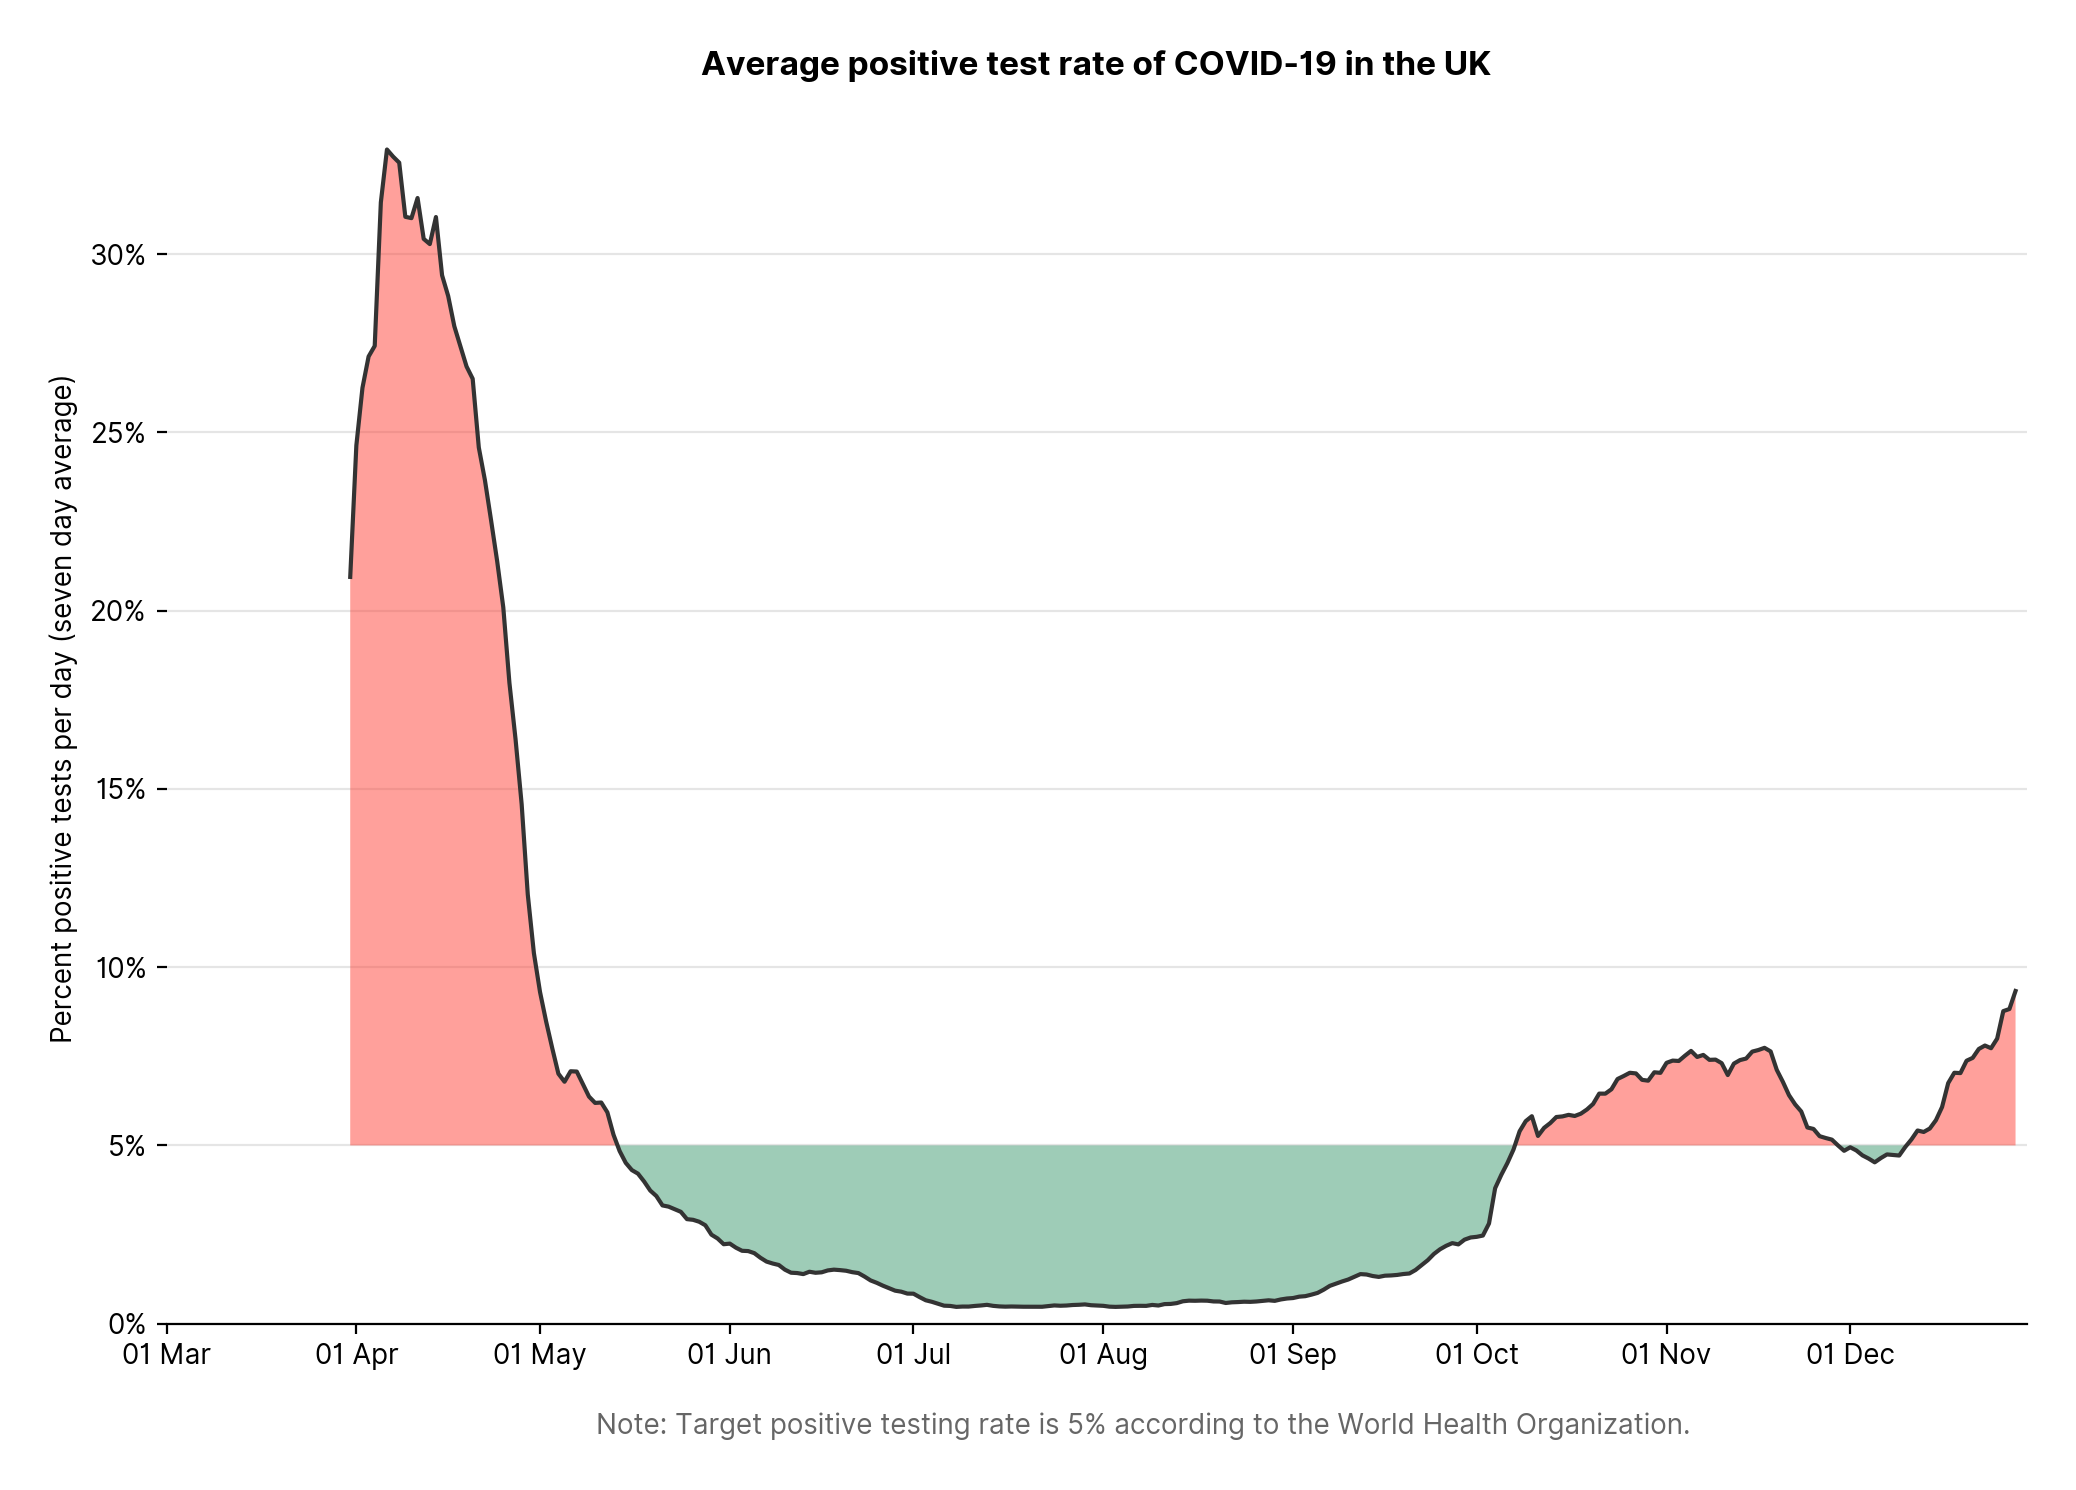 Average positive test rate of COVID-19 in the UK
Percent positive tests per day (seven day average)
30%
25%
20%
15%
10%
5%
0%
01 Mar
01 Apr
01 May
01 Jun
01 Jul
01 Aug
01 Sep
01 Oct
01 Nov
01 Dec
Note: Target positive testing rate is 5% according to the World Health Organization.